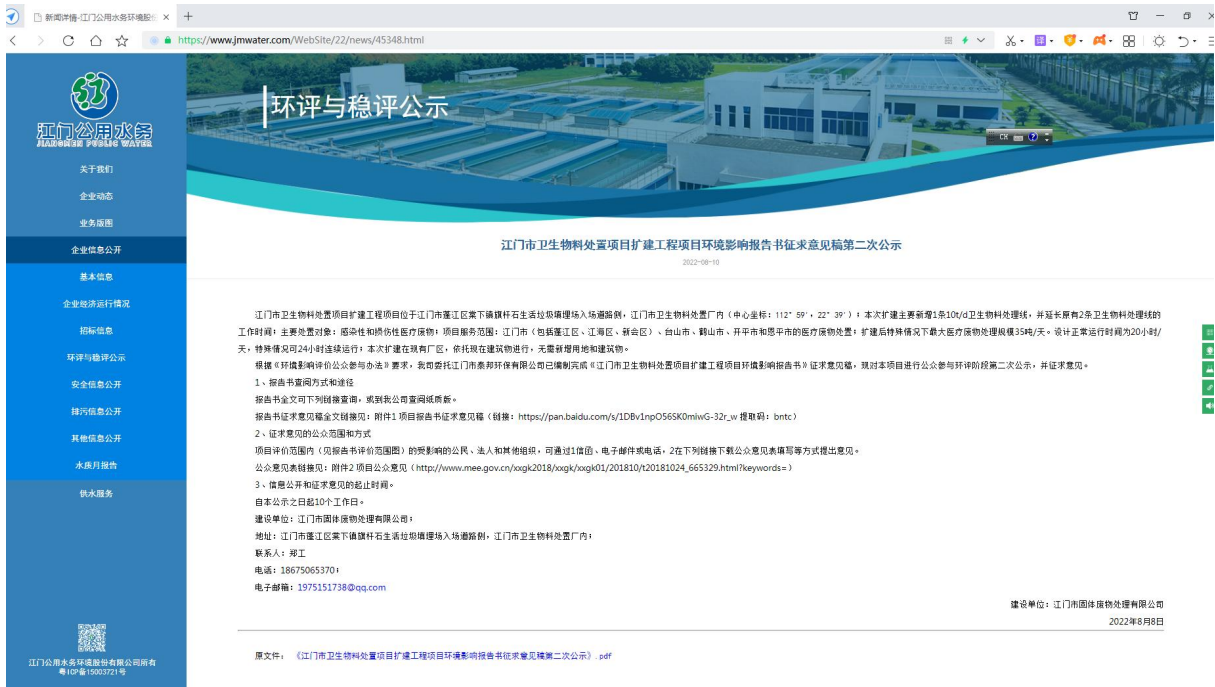 新闻详情-江门公用水务环境股份
https://www.jmwater.com/WebSite/22/news/45348.html
江门公用水务
JIANGMEN PUBLIC WATER
关于我们
企业动态
业务版图
企业信息公开
基本信息
企业经济运行情况
招标信息
环评与稳评公示
安全信息公开
排污信息公开
其他信息公开
水质月报告
供水服务
江门公用水务环境股份有限公司所有
粤ICP备15003721号
环评与稳评公示
CH
江门市卫生物料处置项目扩建工程项目环境影响报告书征求意见稿第二次公示
2022-08-10
江门市卫生物料处置项目扩建工程项目位于江门市蓬江区棠下镇旗杆石生活垃圾填埋场入场道路侧，江门市卫生物料处置厂内（中心坐标：112° 59′，22° 39′）；本次扩建主要新增1条10t/d卫生物料处理线，并延长原有2条卫生物料处理线的
工作时间；主要处置对象：感染性和损伤性医疗废物；项目服务范围：江门市（包括蓬江区、江海区、新会区）、台山市、鹤山市、开平市和恩平市的医疗废物处置；扩建后特殊情况下最大医疗废物处理规模35吨/天。设计正常运行时间为20小时/
天，特殊情况可24小时连续运行；本次扩建在现有厂区，依托现在建筑物进行，无需新增用地和建筑物。
根据《环境影响评价公众参与办法》要求，我司委托江门市泰邦环保有限公司已编制完成《江门市卫生物料处置项目扩建工程项目环境影响报告书》征求意见稿，现对本项目进行公众参与环评阶段第二次公示，并征求意见。
1、报告书查阅方式和途径
报告书全文可下列链接查询，或到我公司查阅纸质版。
报告书征求意见稿全文链接见：附件1 项目报告书征求意见稿（链接：https://pan.baidu.com/s/1DBv1npO56SK0miwG-32r_w 提取码：bntc）
2、征求意见的公众范围和方式
项目评价范围内（见报告书评价范围图）的受影响的公民、法人和其他组织，可通过1信函、电子邮件或电话，2在下列链接下载公众意见表填写等方式提出意见。
公众意见表链接见：附件2 项目公众意见（http://www.mee.gov.cn/xxgk2018/xxgk/xxgk01/201810/t20181024_665329.html?keywords=）
3、信息公开和征求意见的起止时间。
自本公示之日起10个工作日。
建设单位：江门市固体废物处理有限公司；
地址：江门市蓬江区棠下镇旗杆石生活垃圾填埋场入场道路侧，江门市卫生物料处置厂内；
联系人：郑工
电话：18675065370；
电子邮箱：1975151738@qq.com
建设单位：江门市固体废物处理有限公司
2022年8月8日
原文件：《江门市卫生物料处置项目扩建工程项目环境影响报告书征求意见稿第二次公示》.pdf